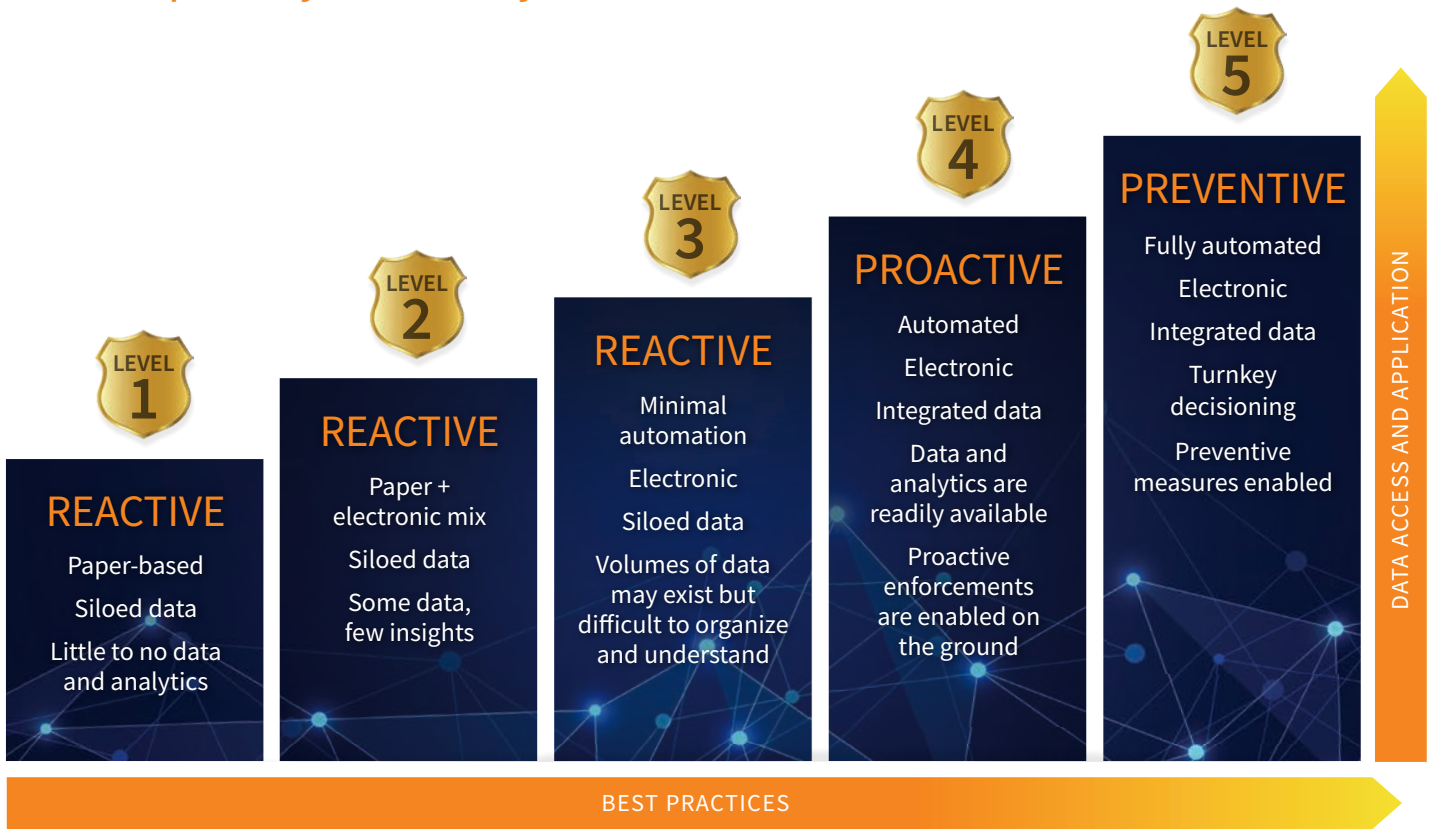 LEVEL
1
REACTIVE
Paper-based
Siloed data
Little to no data
and analytics
LEVEL
2
REACTIVE
Paper +
electronic mix
Siloed data
Some data,
few insights
LEVEL
3
REACTIVE
Minimal
automation
Electronic
Siloed data
Volumes of data
may exist but
difficult to organize
and understand
LEVEL
4
PROACTIVE
Automated
Electronic
Integrated data
Data and
analytics are
readily available
Proactive
enforcements
are enabled on
the ground
LEVEL
5
PREVENTIVE
Fully automated
Electronic
Integrated data
Turnkey
decisioning
Preventive
measures enabled
DATA ACCESS AND APPLICATION
BEST PRACTICES